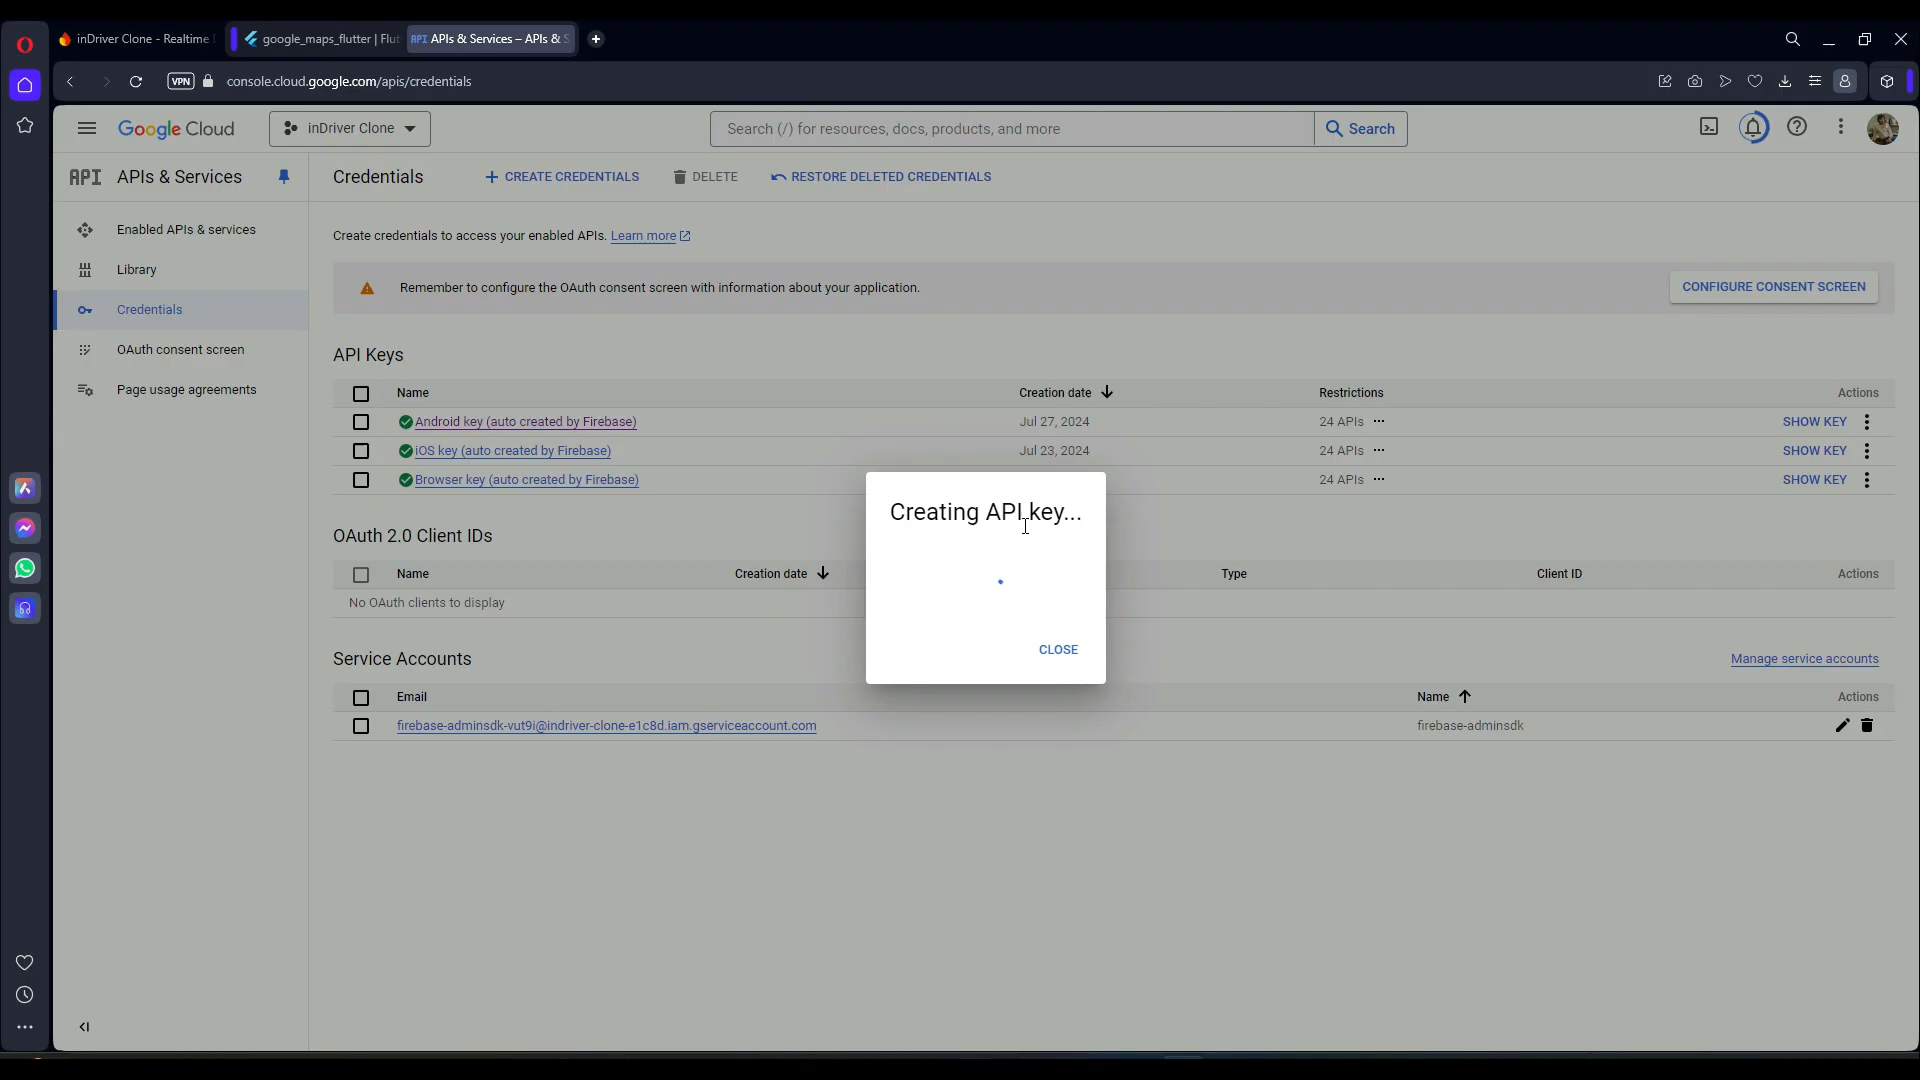 inDriver Clone - Realtime
google_maps_flutter | Flut
API APIs & Services – APIs & S
VPN
console.cloud.google.com/apis/credentials
Google Cloud
inDriver Clone
Search (/) for resources, docs, products, and more
Search
API APIs & Services
Credentials
CREATE CREDENTIALS
DELETE
RESTORE DELETED CREDENTIALS
Enabled APIs & services
Library
Credentials
OAuth consent screen
Page usage agreements
Create credentials to access your enabled APIs. Learn more
Remember to configure the OAuth consent screen with information about your application.
CONFIGURE CONSENT SCREEN
API Keys
Name Creation date Restrictions Actions
Android key (auto created by Firebase) Jul 27, 2024 24 APIs SHOW KEY
iOS key (auto created by Firebase) Jul 23, 2024 24 APIs SHOW KEY
Browser key (auto created by Firebase) 24 APIs SHOW KEY
Creating API key...
CLOSE
OAuth 2.0 Client IDs
Name Creation date Type Client ID Actions
No OAuth clients to display
Service Accounts
Manage service accounts
Email Name Actions
firebase-adminsdk-vut9i@indriver-clone-e1c8d.iam.gserviceaccount.com firebase-adminsdk